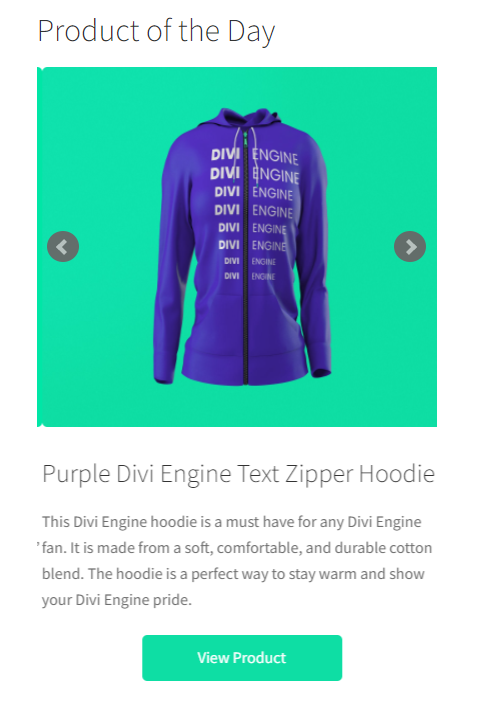 Product of the Day
DIVI ENGINE
DIVI ENGINE
DIVI ENGINE
DIVI ENGINE
DIVI ENGINE
DIVI ENGINE
DIVI ENGINE
DIVI ENGINE
Purple Divi Engine Text Zipper Hoodie
This Divi Engine hoodie is a must have for any Divi Engine
fan. It is made from a soft, comfortable, and durable cotton
blend. The hoodie is a perfect way to stay warm and show
your Divi Engine pride.
View Product